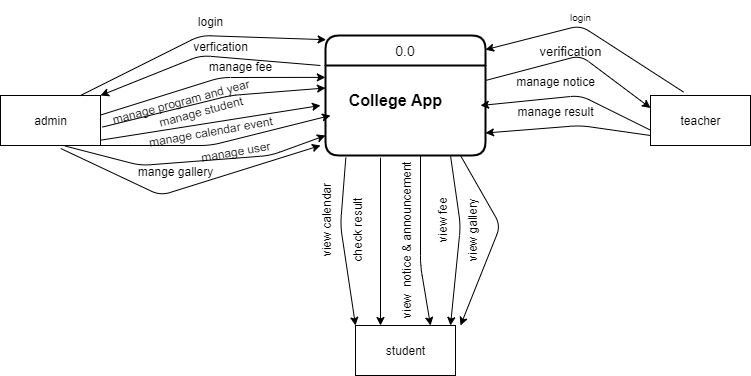 login
login
verfication
0.0
verification
manage fee
manage notice
manage program and year
College App
manage student
admin
manage result
teacher
manage calendar event
manage user
mange gallery
view calendar
check result
view notice & announcement
view fee
view gallery
student